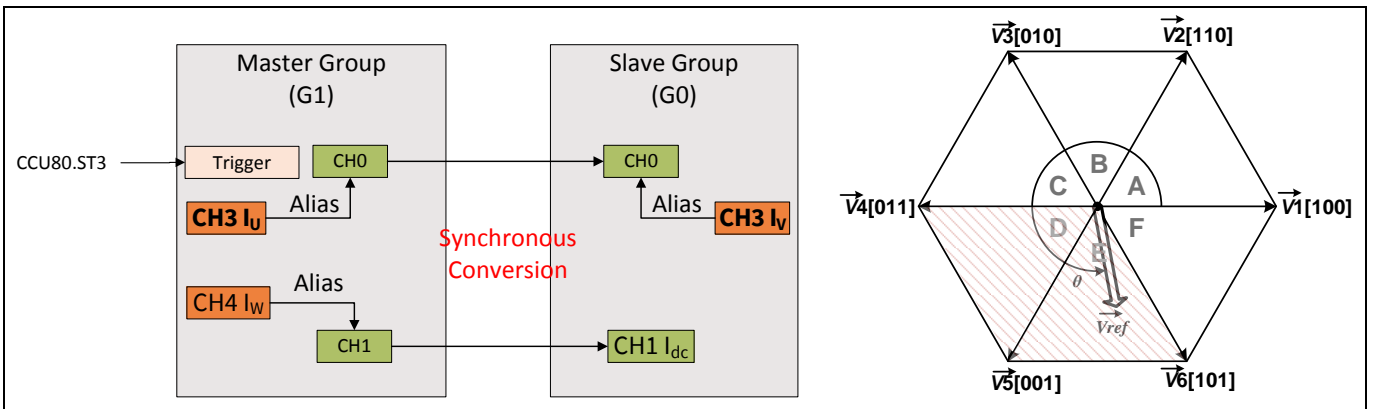 Master Group
(G1)
Slave Group
(G0)
CCU80.ST3
Trigger
CH0
CH0
Alias
Alias
CH3 IU
CH3 IV
Synchronous
Conversion
Alias
CH4 IW
CH1
CH1 Idc
V3[010]
V2[110]
B
C
A
V4[011]
V1[100]
D
F
E
θ
Vref
V5[001]
V6[101]